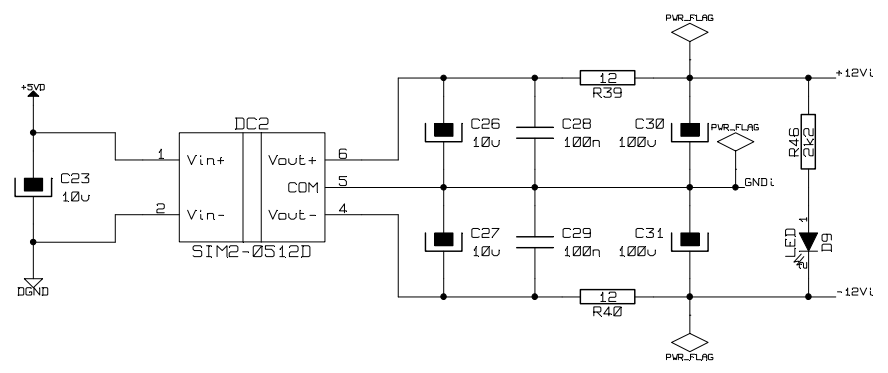 PWR_FLAG
+12Vi
+5VD
12
R39
DC2
C26
10u
C28
100n
C30
100u
PWR_FLAG
R46
2k2
1
Vin+
Vout+
6
C23
10u
COM
5
GNDi
2
Vin-
Vout-
4
C27
10u
C29
100n
C31
100u
1
LED
D9
SIM2-0512D
DGND
12
R40
-12Vi
PWR_FLAG